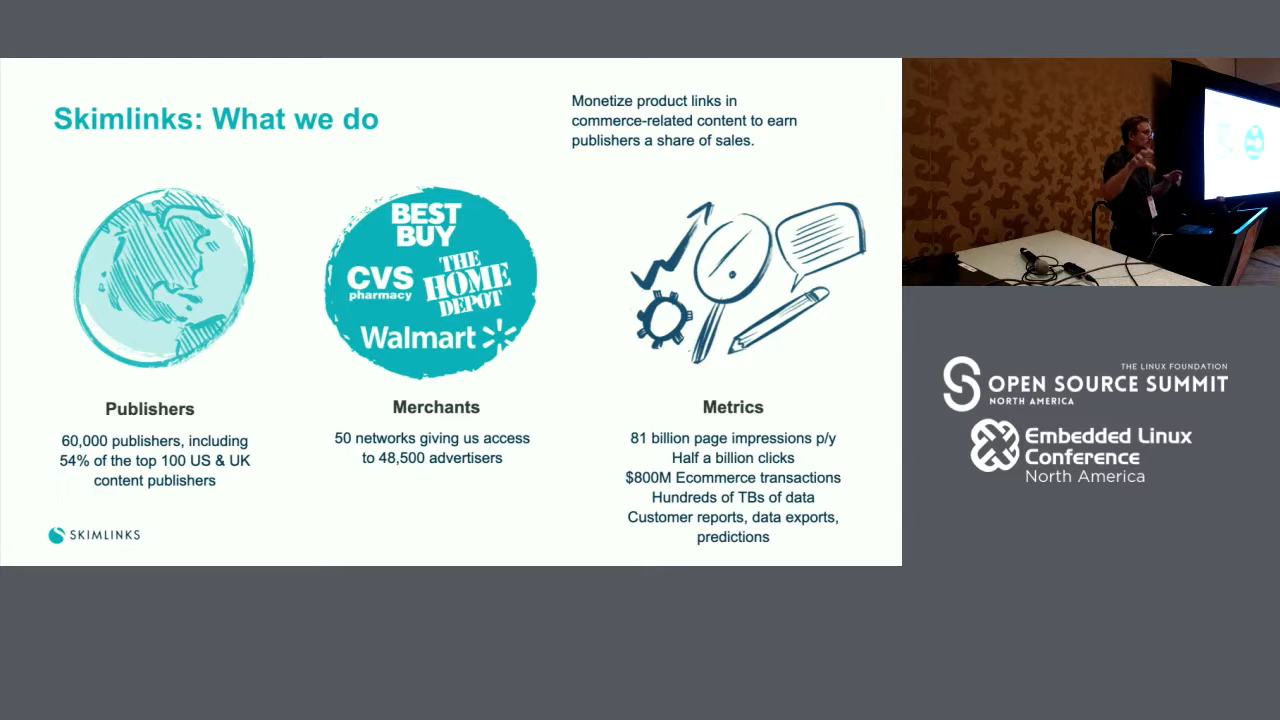 Skimlinks: What we do
Monetize product links in
commerce-related content to earn
publishers a share of sales.
BEST
BUY
CVS
pharmacy
THE
HOME
DEPOT
Walmart
Publishers
60,000 publishers, including
54% of the top 100 US & UK
content publishers
Merchants
50 networks giving us access
to 48,500 advertisers
Metrics
81 billion page impressions p/y
Half a billion clicks
$800M Ecommerce transactions
Hundreds of TBs of data
Customer reports, data exports,
predictions
SKIMLINKS
THE LINUX FOUNDATION
OPEN SOURCE SUMMIT
NORTH AMERICA
Embedded Linux
Conference
North America